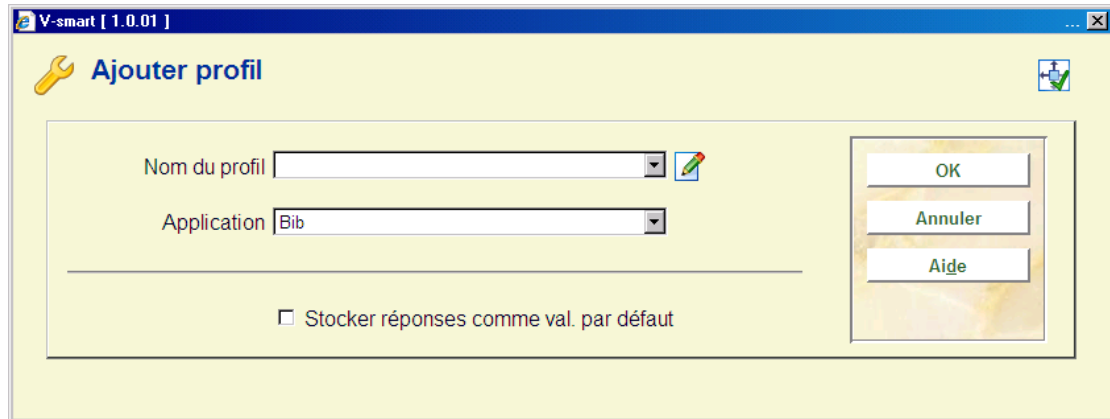 V-smart [ 1.0.01 ] ...
Ajouter profil
Nom du profil
OK
Application Bib
Annuler
Aide
Stocker réponses comme val. par défaut